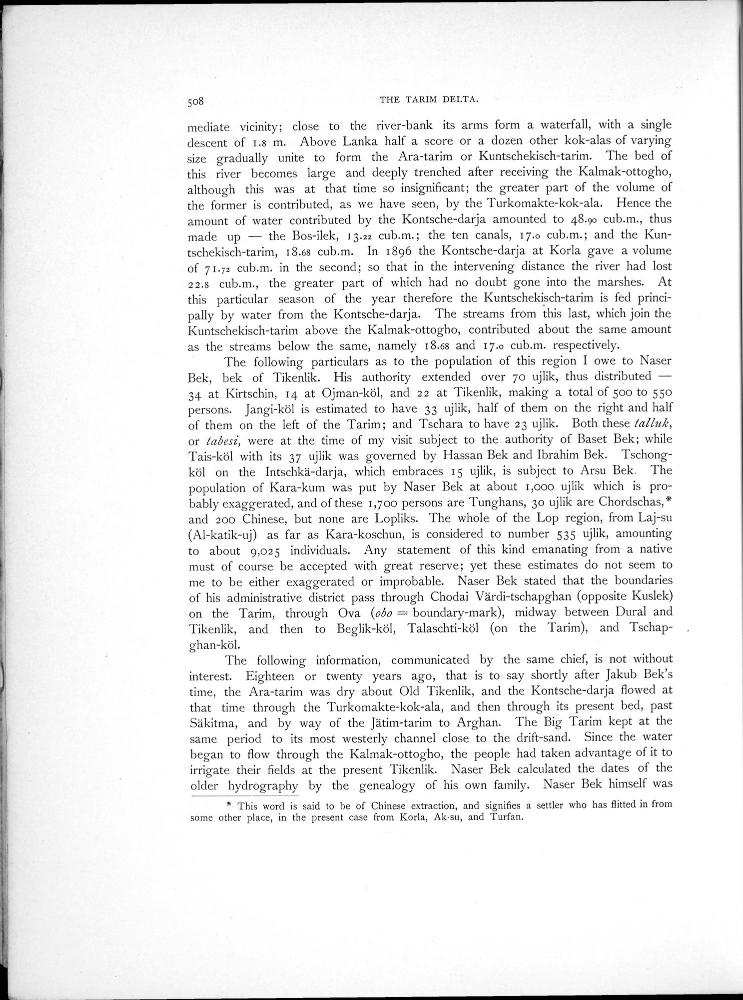 508
THE TARIM DELTA.
mediate vicinity; close to the river-bank its arms form a waterfall, with a single
descent of 1.8 m. Above Lanka half a score or a dozen other kok-alas of varying
size gradually unite to form the Ara-tarim or Kuntschekisch-tarim. The bed of
this river becomes large and deeply trenched after receiving the Kalmak-ottogho,
although this was at that time so insignificant; the greater part of the volume of
the former is contributed, as we have seen, by the Turkomakte-kok-ala. Hence the
amount of water contributed by the Kontsche-darja amounted to 48.90 cub.m., thus
made up — the Bos-ilek, 13.22 cub.m.; the ten canals, 17.0 cub.m.; and the Kun-
tschekisch-tarim, 18.68 cub.m. In 1896 the Kontsche-darja at Korla gave a volume
of 71.72 cub.m. in the second; so that in the intervening distance the river had lost
22.8 cub.m., the greater part of which had no doubt gone into the marshes. At
this particular season of the year therefore the Kuntschekisch-tarim is fed princi-
pally by water from the Kontsche-darja. The streams from this last, which join the
Kuntschekisch-tarim above the Kalmak-ottogho, contributed about the same amount
as the streams below the same, namely 18.68 and 17.0 cub.m. respectively.
The following particulars as to the population of this region I owe to Naser
Bek, bek of Tikenlik. His authority extended over 70 ujlik, thus distributed —
34 at Kirtschin, 14 at Ojman-köl, and 22 at Tikenlik, making a total of 500 to 550
persons. Jangi-köl is estimated to have 33 ujlik, half of them on the right and half
of them on the left of the Tarim; and Tschara to have 23 ujlik. Both these talluk,
or tabesi, were at the time of my visit subject to the authority of Baset Bek; while
Tais-köl with its 37 ujlik was governed by Hassan Bek and Ibrahim Bek. Tschong-
köl on the Intschkä-darja, which embraces 15 ujlik, is subject to Arsu Bek. The
population of Kara-kum was put by Naser Bek at about 1,000 ujlik which is pro-
bably exaggerated, and of these 1,700 persons are Tunghans, 30 ujlik are Chordschas,*
and 200 Chinese, but none are Lopliks. The whole of the Lop region, from Laj-su
(Al-katik-uj) as far as Kara-koschun, is considered to number 535 ujlik, amounting
to about 9,025 individuals. Any statement of this kind emanating from a native
must of course be accepted with great reserve; yet these estimates do not seem to
me to be either exaggerated or improbable. Naser Bek stated that the boundaries
of his administrative district pass through Chodai Värdi-tschapghan (opposite Kuslek)
on the Tarim, through Ova (obo = boundary-mark), midway between Dural and
Tikenlik, and then to Beglik-köl, Talaschti-köl (on the Tarim), and Tschap-
ghan-köl.
The following information, communicated by the same chief, is not without
interest. Eighteen or twenty years ago, that is to say shortly after Jakub Bek's
time, the Ara-tarim was dry about Old Tikenlik, and the Kontsche-darja flowed at
that time through the Turkomakte-kok-ala, and then through its present bed, past
Säkitma, and by way of the Jätim-tarim to Arghan. The Big Tarim kept at the
same period to its most westerly channel close to the drift-sand. Since the water
began to flow through the Kalmak-ottogho, the people had taken advantage of it to
irrigate their fields at the present Tikenlik. Naser Bek calculated the dates of the
older hydrography by the genealogy of his own family. Naser Bek himself was
* This word is said to be of Chinese extraction, and signifies a settler who has flitted in from
some other place, in the present case from Korla, Ak-su, and Turfan.